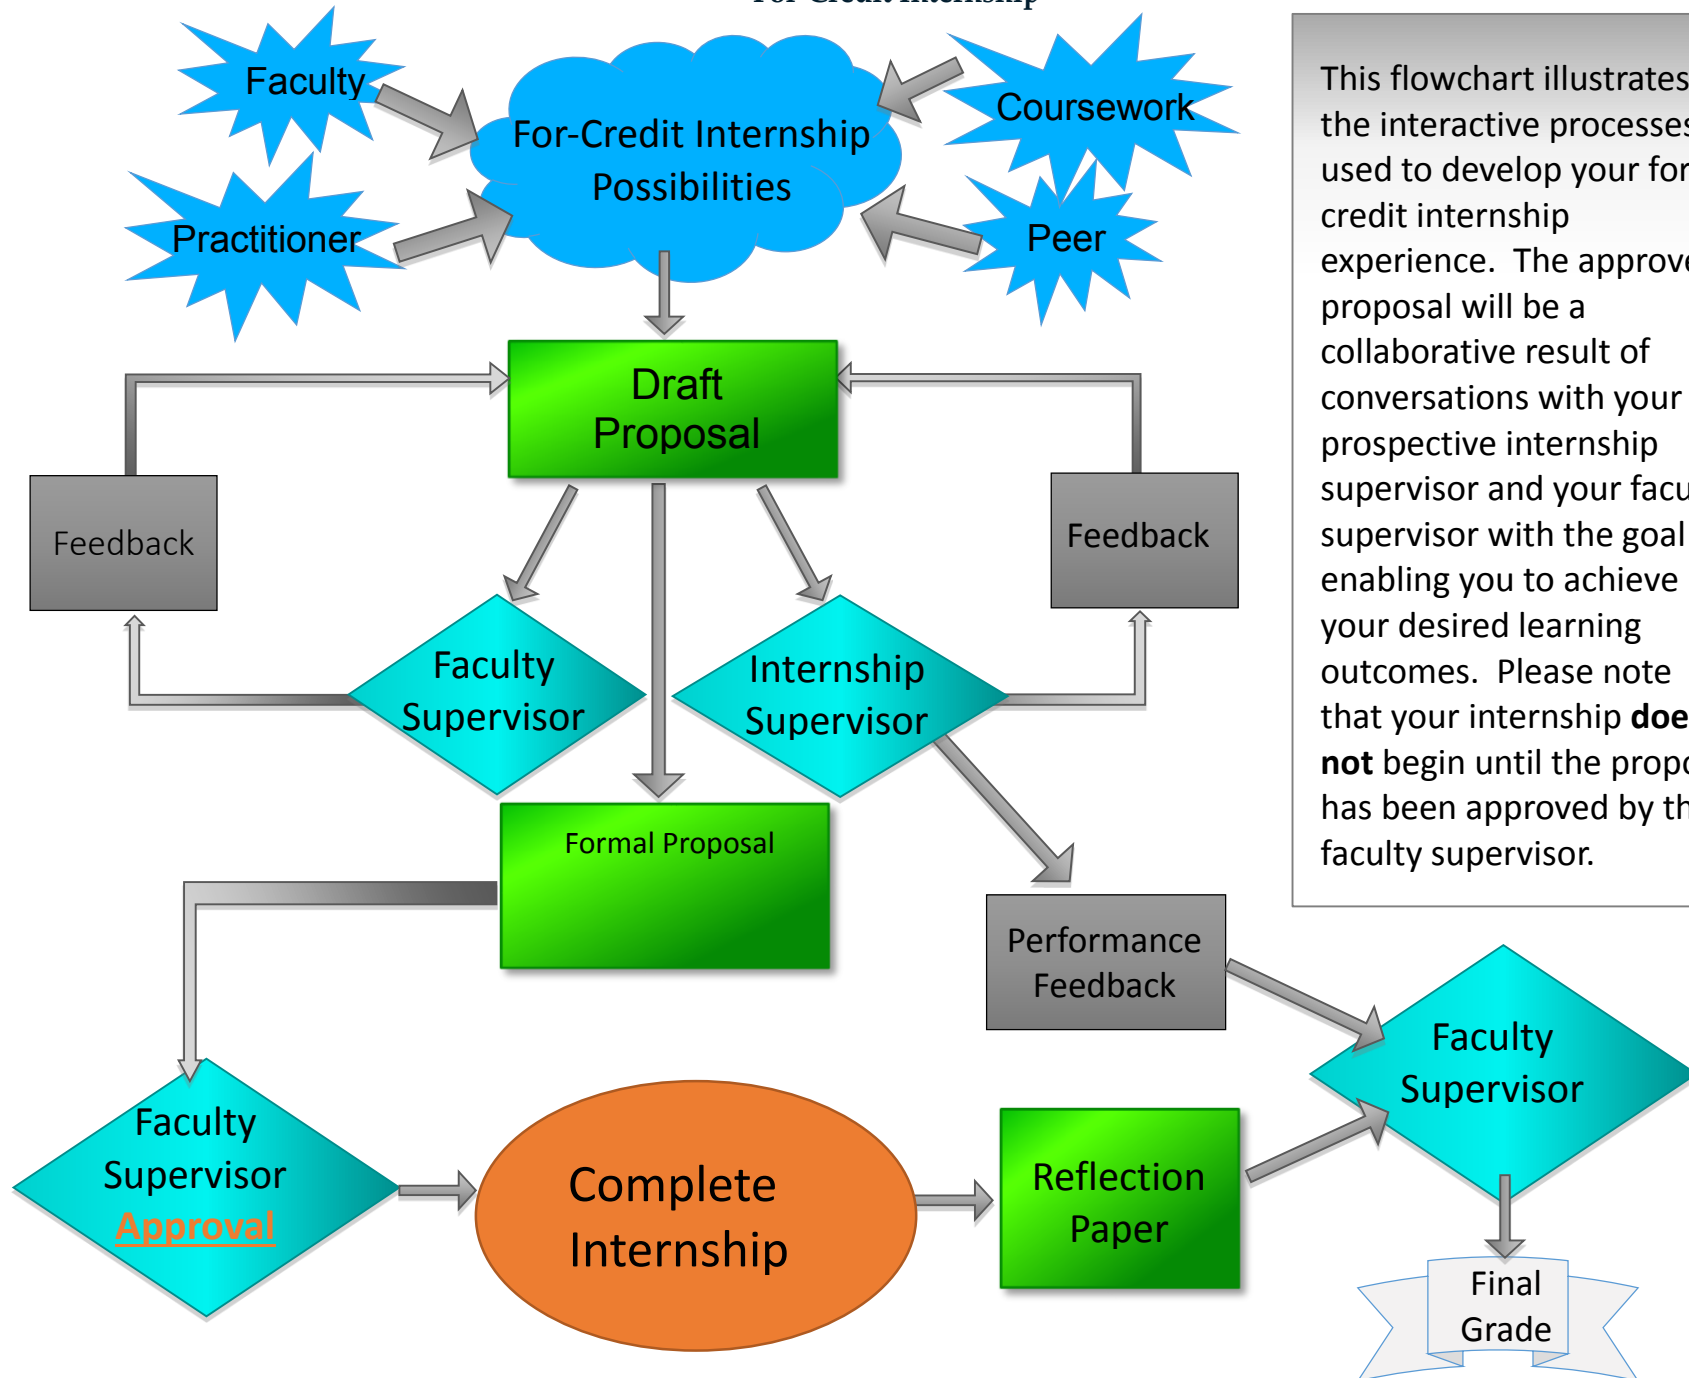 For-Credit Internship
Faculty
Coursework
For-Credit Internship
Possibilities
Practitioner
Peer
Draft
Proposal
Feedback
Feedback
Faculty
Supervisor
Internship
Supervisor
Formal Proposal
Performance
Feedback
Faculty
Supervisor
Faculty
Supervisor
Approval
Complete
Internship
Reflection
Paper
Final
Grade
This flowchart illustrates
the interactive processes
used to develop your for
credit internship
experience. The approve
proposal will be a
collaborative result of
conversations with your
prospective internship
supervisor and your facu
supervisor with the goal
enabling you to achieve
your desired learning
outcomes. Please note
that your internship doe
not begin until the propo
has been approved by th
faculty supervisor.